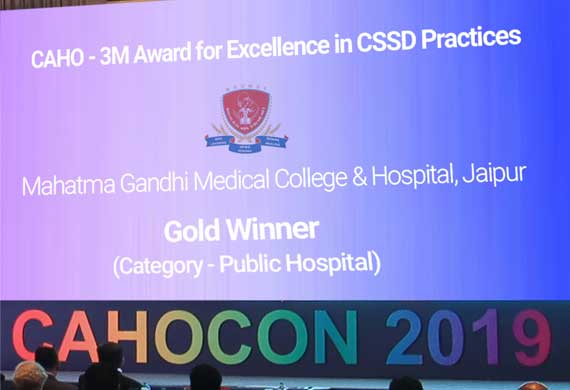 CAHO - 3M Award for Excellence in CSSD Practices
Mahatma Gandhi Medical College & Hospital, Jaipur
Gold Winner
(Category - Public Hospital)
CAHOCON 2019